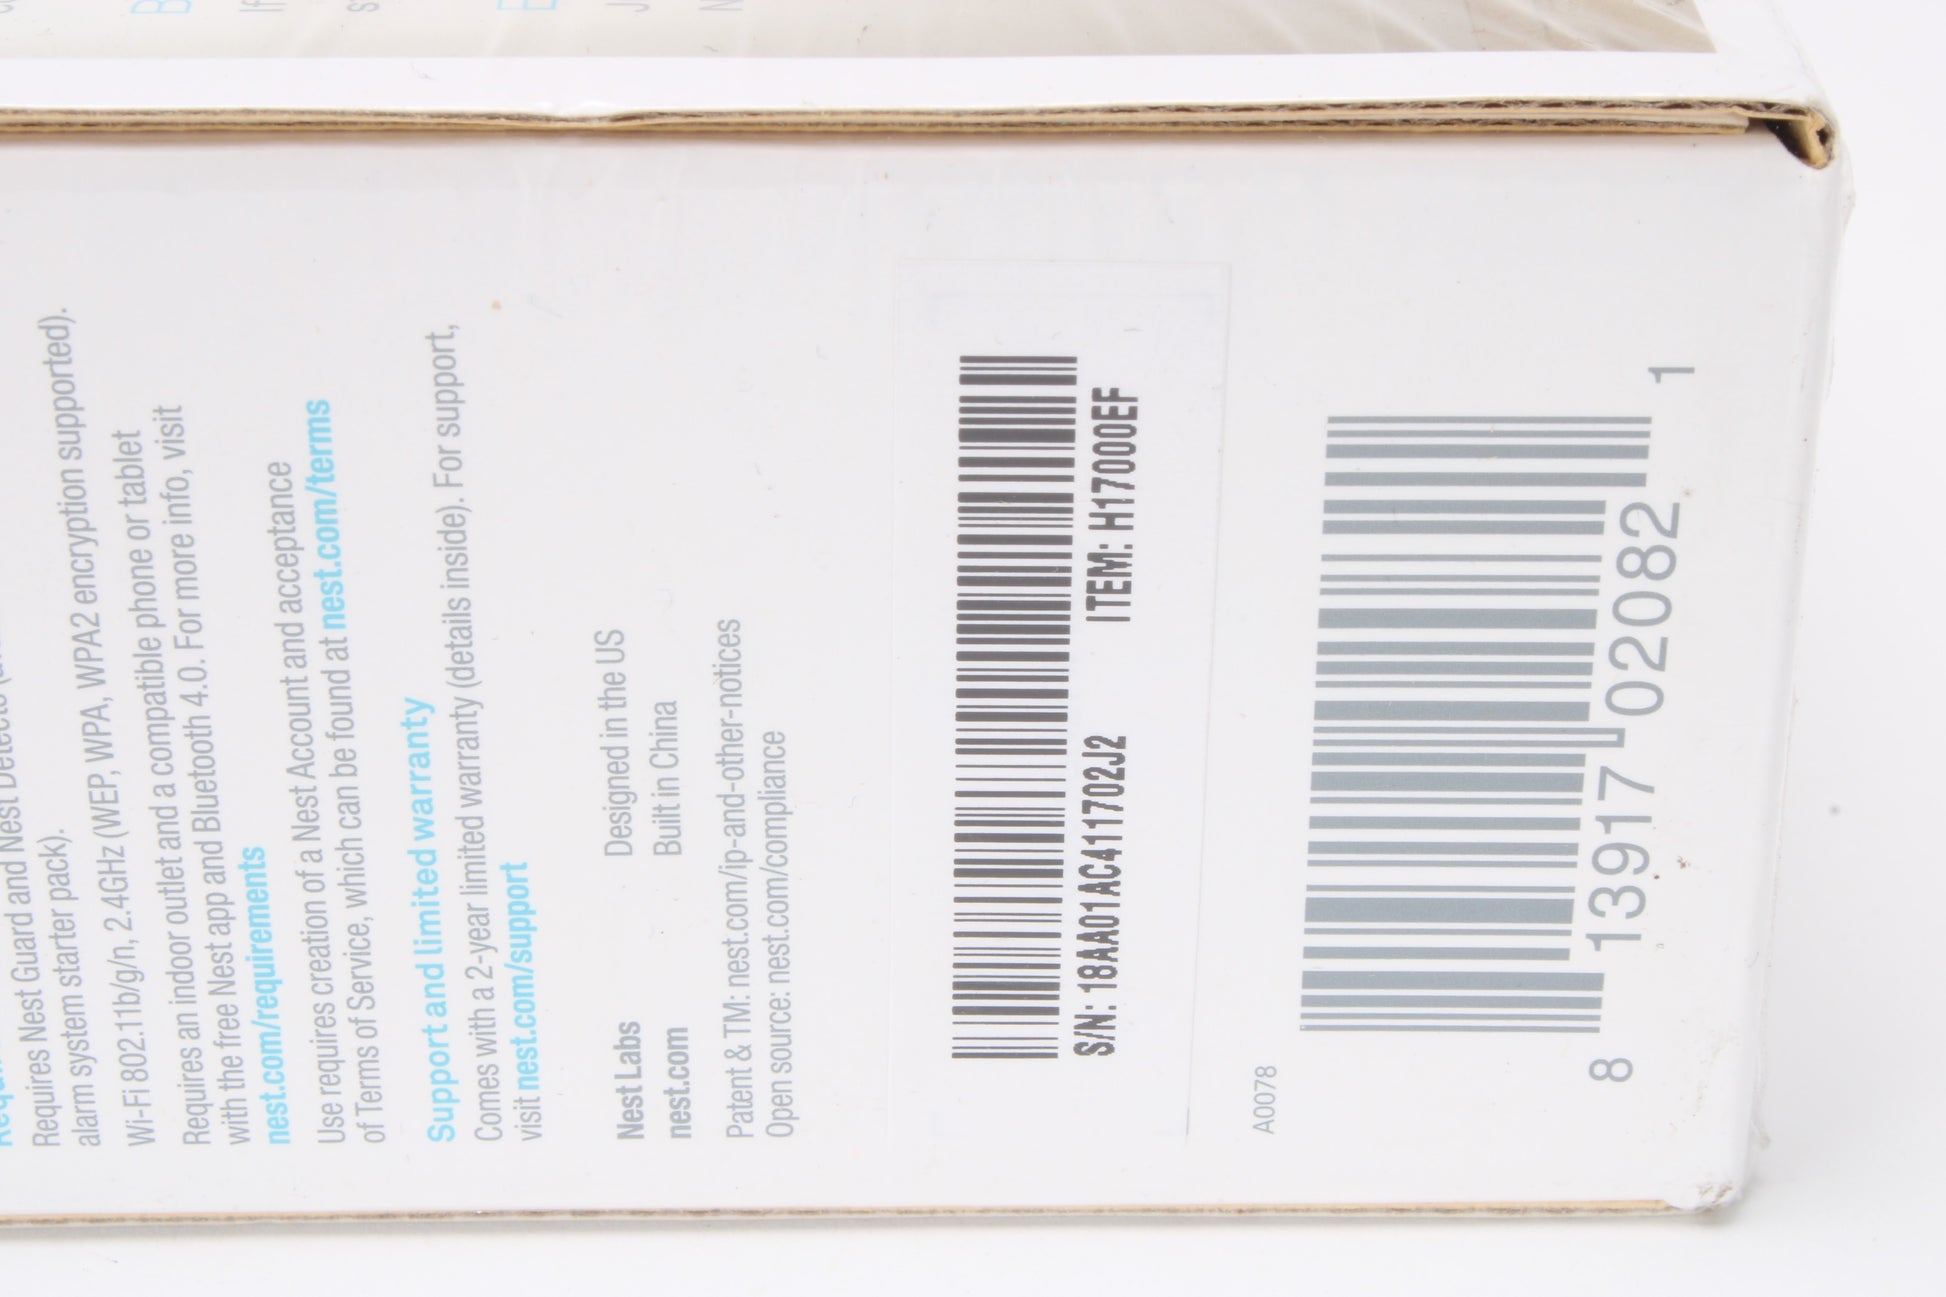 Requires Nest Guard and Nest Detects
alarm system starter pack).
Wi-Fi 802.11b/g/n, 2.4GHz (WEP, WPA, WPA2 encryption supported).
Requires an indoor outlet and a compatible phone or tablet
with the free Nest app and Bluetooth 4.0. For more info, visit
nest.com/requirements
Use requires creation of a Nest Account and acceptance
of Terms of Service, which can be found at nest.com/terms
Support and limited warranty
Comes with a 2-year limited warranty (details inside). For support,
visit nest.com/support
Nest Labs Designed in the US
nest.com Built in China
Patent & TM: nest.com/ip-and-other-notices
Open source: nest.com/compliance
S/N: 18AA01AC411702J2 ITEM: H17000EF
A0078
8 13917 02082 1